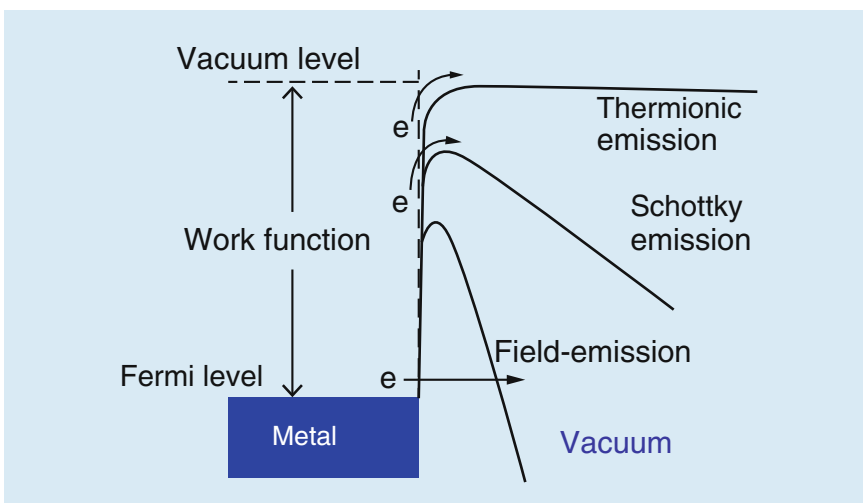 Vacuum level
e
Thermionic
emission
e
Schottky
emission
Work function
Field-emission
Fermi level
e
Metal
Vacuum